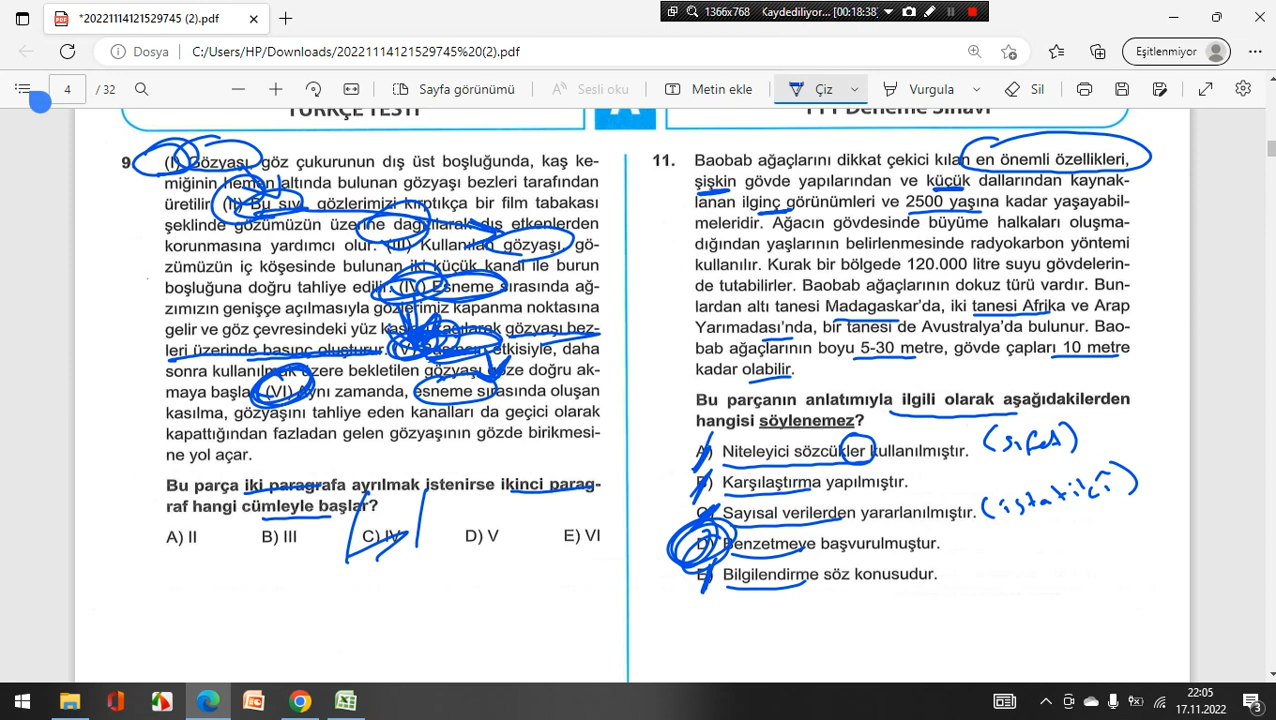 *20221114121529745 (2).pdf
1366x768 Kaydediliyor... [00:18:38]
Dosya C:/Users/HP/Downloads/20221114121529745%20(2).pdf
Eşitlenmiyor
4 / 32
Sayfa görünümü
Sesli oku
Metin ekle
Çiz
Vurgula
Sil
TÜRKÇE TESTİ
A
TYT Deneme Sınavı
9. (I) Gözyaşı, göz çukurunun dış üst boşluğunda, kaş ke-
miğinin hemen altında bulunan gözyaşı bezleri tarafından
üretilir. (II) Bu sıvı, gözlerimizi kırptıkça bir film tabakası
şeklinde gözümüzün üzerine dağılarak dış etkenlerden
korunmasına yardımcı olur. (III) Kullanılan gözyaşı, gö-
zümüzün iç köşesinde bulunan iki küçük kanal ile burun
boşluğuna doğru tahliye edilir. (IV) Esneme sırasında ağ-
zımızın genişçe açılmasıyla gözlerimiz kapanma noktasına
gelir ve göz çevresindeki yüz kasları kasılarak gözyaşı bez-
leri üzerinde basınç oluşturur. (V) Basıncın etkisiyle, daha
sonra kullanılmak üzere bekletilen gözyaşı göze doğru ak-
maya başlar. (VI) Aynı zamanda, esneme sırasında oluşan
kasılma, gözyaşını tahliye eden kanalları da geçici olarak
kapattığından fazladan gelen gözyaşının gözde birikmesi-
ne yol açar.
Bu parça iki paragrafa ayrılmak istenirse ikinci parag-
raf hangi cümleyle başlar?
A) II B) III C) IV D) V E) VI
11. Baobab ağaçlarını dikkat çekici kılan en önemli özellikleri,
şişkin gövde yapılarından ve küçük dallarından kaynak-
lanan ilginç görünümleri ve 2500 yaşına kadar yaşayabil-
meleridir. Ağacın gövdesinde büyüme halkaları oluşma-
dığından yaşlarının belirlenmesinde radyokarbon yöntemi
kullanılır. Kurak bir bölgede 120.000 litre suyu gövdelerin-
de tutabilirler. Baobab ağaçlarının dokuz türü vardır. Bun-
lardan altı tanesi Madagaskar'da, iki tanesi Afrika ve Arap
Yarımadası'nda, bir tanesi de Avustralya'da bulunur. Bao-
bab ağaçlarının boyu 5-30 metre, gövde çapları 10 metre
kadar olabilir.
Bu parçanın anlatımıyla ilgili olarak aşağıdakilerden
hangisi söylenemez?
A) Niteleyici sözcükler kullanılmıştır. (sıfat)
B) Karşılaştırma yapılmıştır.
C) Sayısal verilerden yararlanılmıştır. (istatiksî)
D) Benzetmeye başvurulmuştur.
E) Bilgilendirme söz konusudur.
22:05
17.11.2022
3